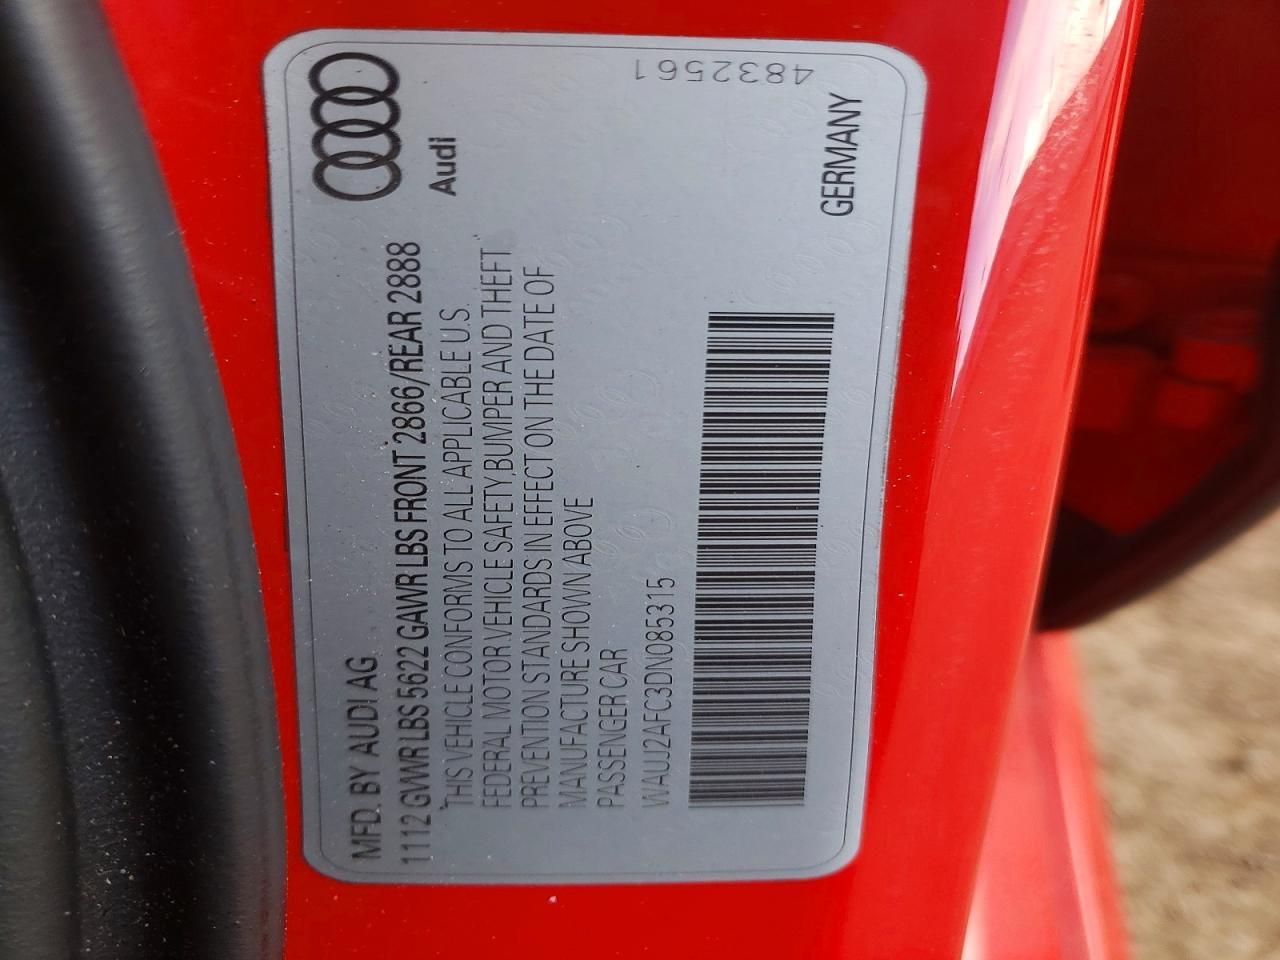 MFD. BY AUDI AG
1112 GVWR LBS 5622 GAWR LBS FRONT 2866/REAR 2888
THIS VEHICLE CONFORMS TO ALL APPLICABLE U.S.
FEDERAL MOTOR VEHICLE SAFETY,BUMPER AND THEFT
PREVENTION STANDARDS IN EFFECT ON THE DATE OF
MANUFACTURE SHOWN ABOVE
PASSENGER CAR
WAUJ2AFC3DN085315
Audi
GERMANY
4832561